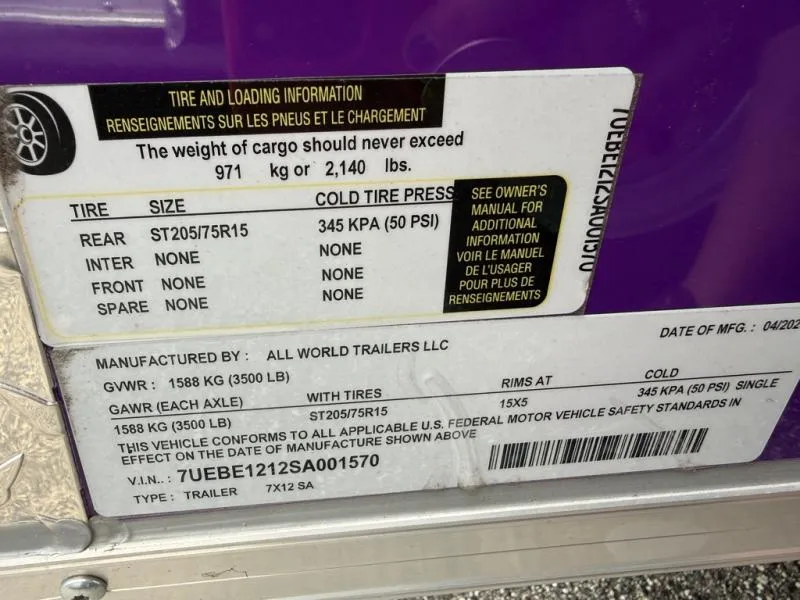 TIRE AND LOADING INFORMATION
RENSEIGNEMENTS SUR LES PNEUS ET LE CHARGEMENT
The weight of cargo should never exceed
971 kg or 2,140 lbs.
TIRE SIZE COLD TIRE PRESS
REAR ST205/75R15 345 KPA (50 PSI)
INTER NONE NONE
FRONT NONE NONE
SPARE NONE NONE
SEE OWNER'S
MANUAL FOR
ADDITIONAL
INFORMATION
VOIR LE MANUEL
DE L'USAGER
POUR PLUS DE
RENSEIGNEMENTS
7UEBE1212SA001570
MANUFACTURED BY : ALL WORLD TRAILERS LLC DATE OF MFG. : 04/202
GVWR : 1588 KG (3500 LB)
GAWR (EACH AXLE) WITH TIRES RIMS AT COLD
1588 KG (3500 LB) ST205/75R15 15X5 345 KPA (50 PSI) SINGLE
THIS VEHICLE CONFORMS TO ALL APPLICABLE U.S. FEDERAL MOTOR VEHICLE SAFETY STANDARDS IN
EFFECT ON THE DATE OF MANUFACTURE SHOWN ABOVE
V.I.N.. : 7UEBE1212SA001570
TYPE : TRAILER 7X12 SA